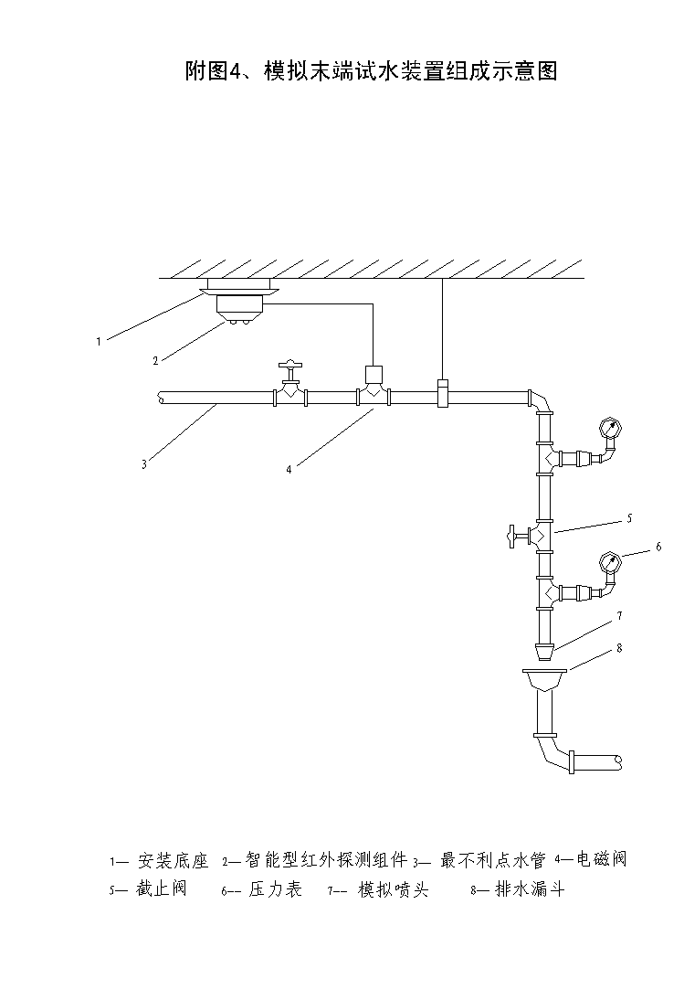 附图4、模拟末端试水装置组成示意图
1
2
3
4
5
6
7
8
1— 安装底座 2—智能型红外探测组件 3— 最不利点水管 4—电磁阀
5— 截止阀 6-- 压力表 7-- 模拟喷头 8—排水漏斗